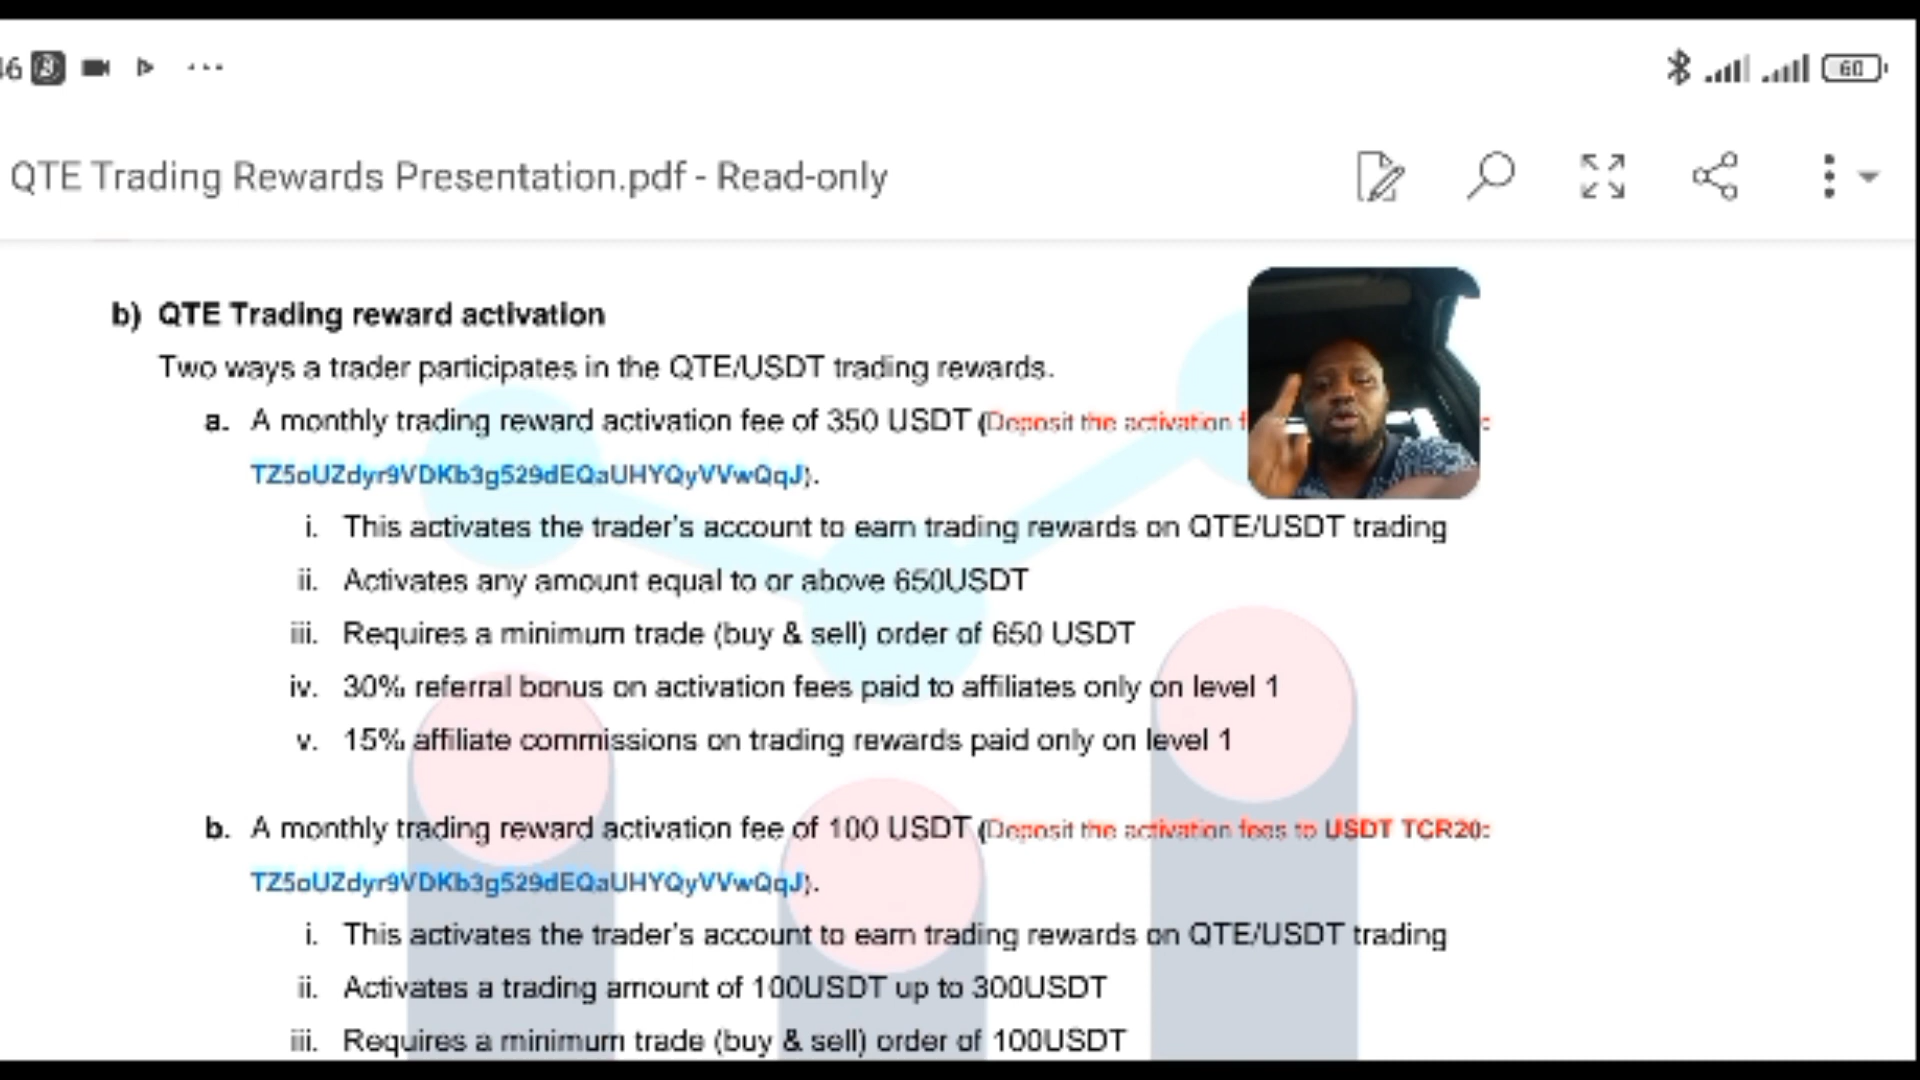 46
60
QTE Trading Rewards Presentation.pdf - Read-only
b) QTE Trading reward activation
Two ways a trader participates in the QTE/USDT trading rewards.
a. A monthly trading reward activation fee of 350 USDT (Deposit the activation
TZ5oUZdyr9VDKb3g529dEQaUHYQyVVwQqJ).
i. This activates the trader's account to earn trading rewards on QTE/USDT trading
ii. Activates any amount equal to or above 650USDT
iii. Requires a minimum trade (buy & sell) order of 650 USDT
iv. 30% referral bonus on activation fees paid to affiliates only on level 1
v. 15% affiliate commissions on trading rewards paid only on level 1
b. A monthly trading reward activation fee of 100 USDT (Deposit the activation fees to USDT TCR20:
TZ5oUZdyr9VDKb3g529dEQaUHYQyVVwQqJ).
i. This activates the trader's account to earn trading rewards on QTE/USDT trading
ii. Activates a trading amount of 100USDT up to 300USDT
iii. Requires a minimum trade (buy & sell) order of 100USDT